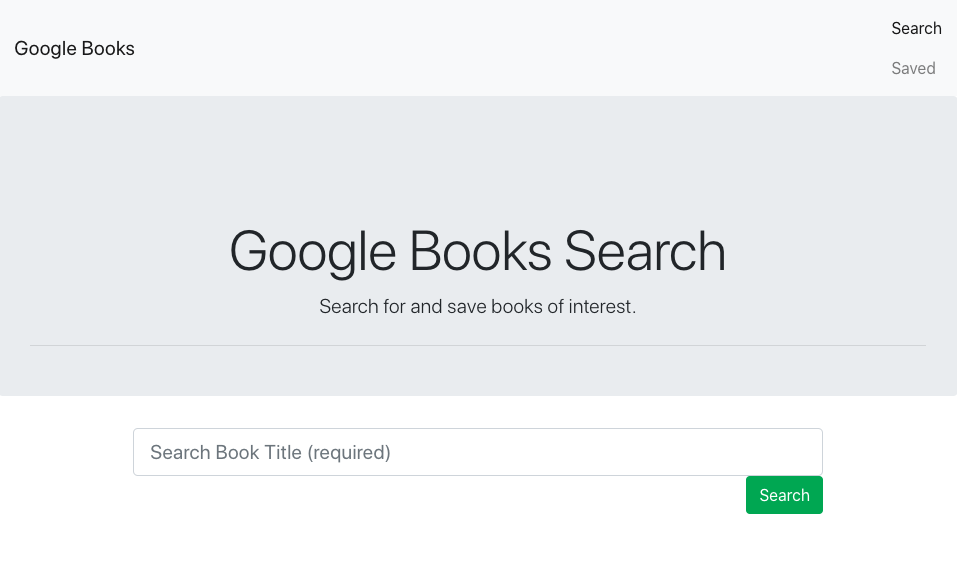 Google Books
Search
Saved
Google Books Search
Search for and save books of interest.
Search Book Title (required)
Search